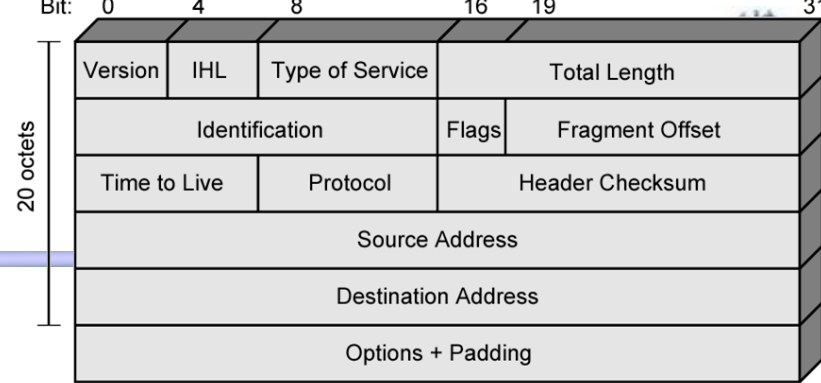 Bit: 0 4 8 16 19 31
Version IHL Type of Service Total Length
Identification Flags Fragment Offset
Time to Live Protocol Header Checksum
Source Address
Destination Address
Options + Padding
20 octets